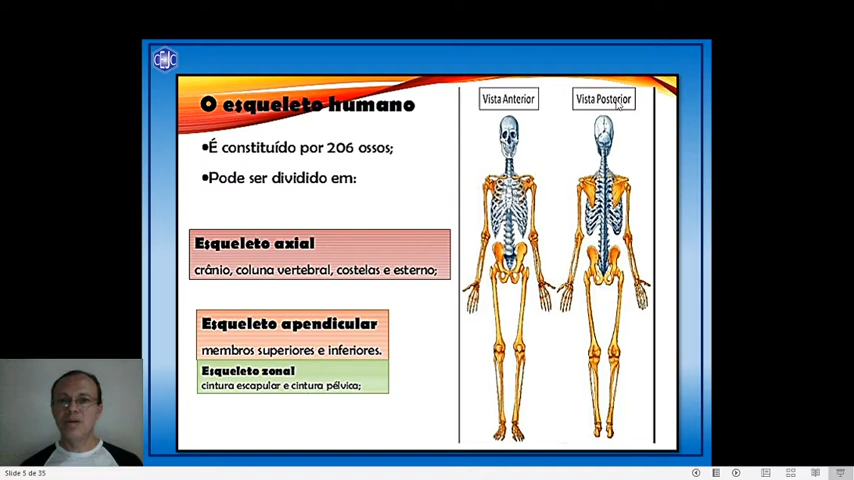 CEJC
O esqueleto humano
•É constituído por 206 ossos;
•Pode ser dividido em:
Esqueleto axial
crânio, coluna vertebral, costelas e esterno;
Esqueleto apendicular
membros superiores e inferiores.
Esqueleto zonal
cintura escapular e cintura pélvica;
Vista Anterior
Vista Posterior
Slide 5 de 35